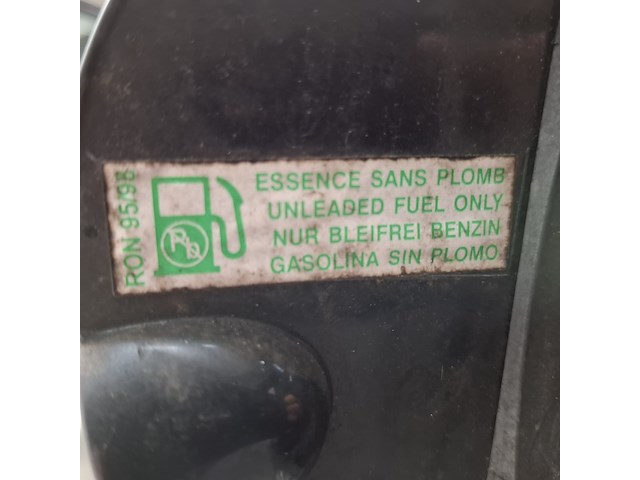 RON 95/98
ESSENCE SANS PLOMB
UNLEADED FUEL ONLY
NUR BLEIFREI BENZIN
GASOLINA SIN PLOMO